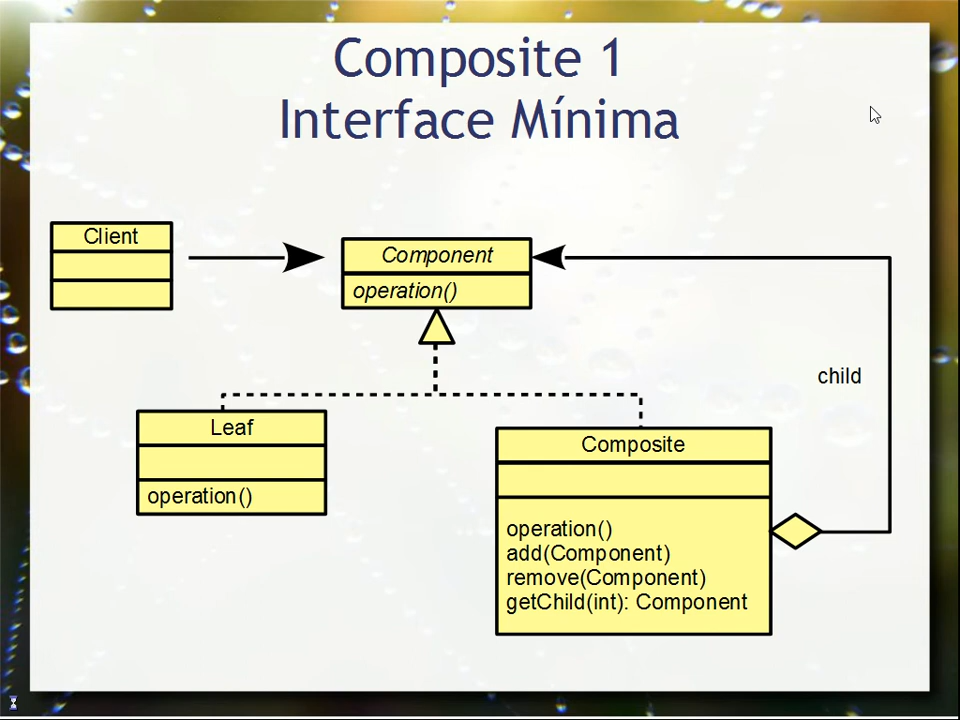 Composite 1
Interface Mínima
Client
Component
operation()
child
Leaf
operation()
Composite
operation()
add(Component)
remove(Component)
getChild(int): Component